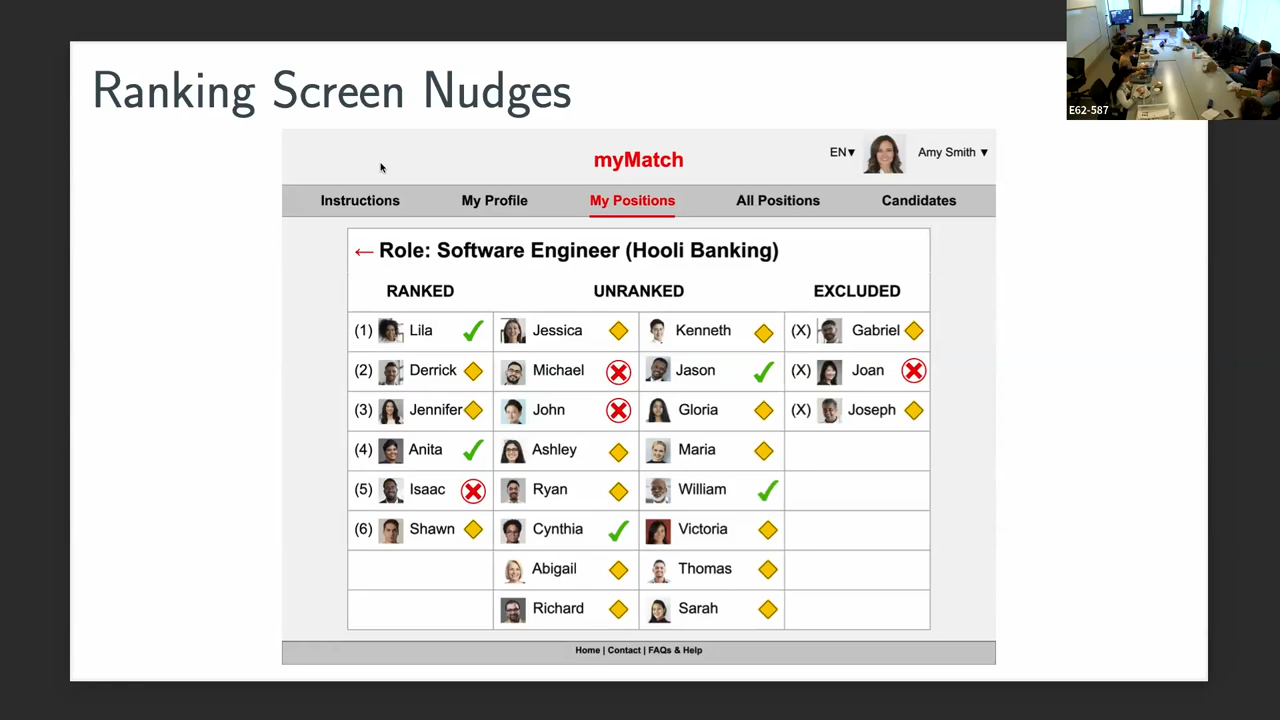 E62-587
Ranking Screen Nudges
myMatch
EN▾
Amy Smith ▾
Instructions My Profile My Positions All Positions Candidates
← Role: Software Engineer (Hooli Banking)
RANKED UNRANKED EXCLUDED
(1) Lila Jessica Kenneth (X) Gabriel
(2) Derrick Michael Jason (X) Joan
(3) Jennifer John Gloria (X) Joseph
(4) Anita Ashley Maria
(5) Isaac Ryan William
(6) Shawn Cynthia Victoria
Abigail Thomas
Richard Sarah
Home | Contact | FAQs & Help